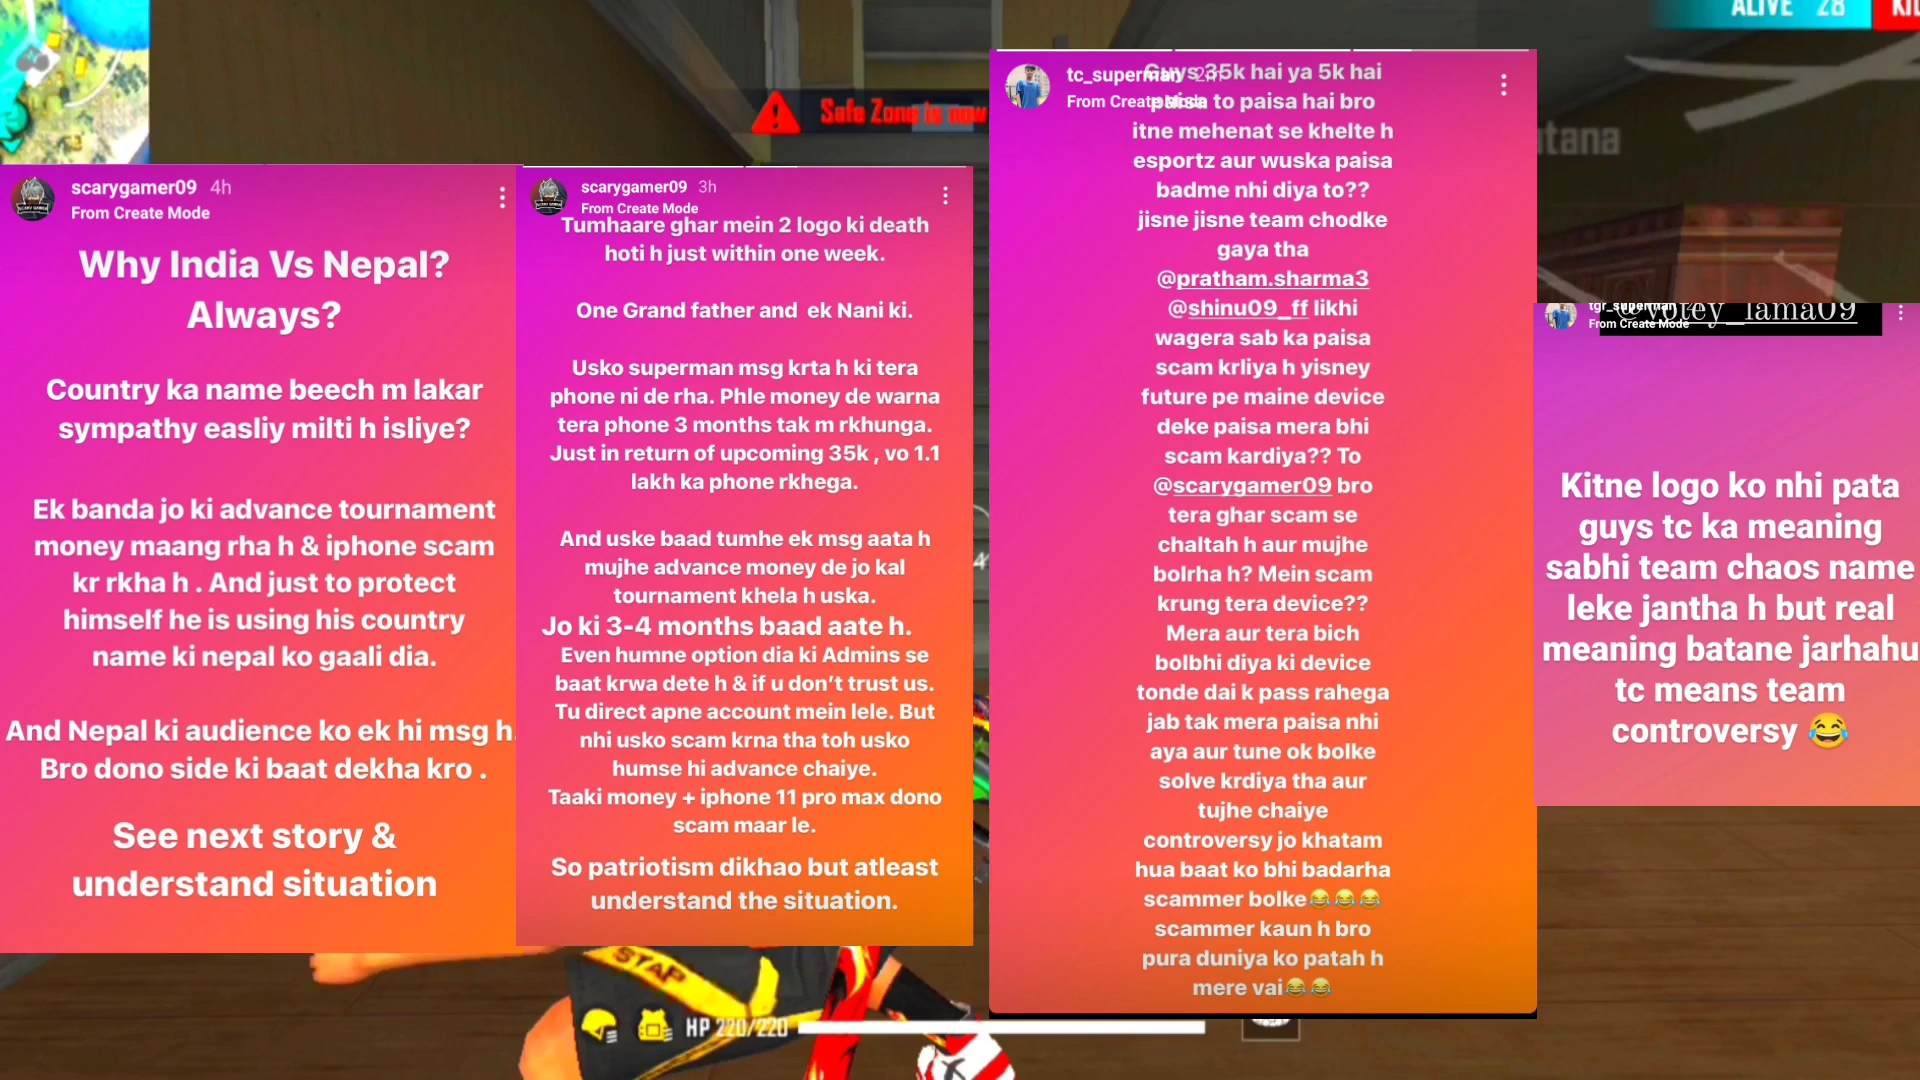 ALIVE 28
Safe Zone is now
scarygamer09 4h
From Create Mode
Why India Vs Nepal?
Always?
Country ka name beech m lakar
sympathy easliy milti h isliye?
Ek banda jo ki advance tournament
money maang rha h & iphone scam
kr rkha h . And just to protect
himself he is using his country
name ki nepal ko gaali dia.
And Nepal ki audience ko ek hi msg h.
Bro dono side ki baat dekha kro .
See next story &
understand situation
scarygamer09 3h
From Create Mode
Tumhaare ghar mein 2 logo ki death
hoti h just within one week.
One Grand father and ek Nani ki.
Usko superman msg krta h ki tera
phone ni de rha. Phle money de warna
tera phone 3 months tak m rkhunga.
Just in return of upcoming 35k , vo 1.1
lakh ka phone rkhega.
And uske baad tumhe ek msg aata h
mujhe advance money de jo kal
tournament khela h uska.
Jo ki 3-4 months baad aate h.
Even humne option dia ki Admins se
baat krwa dete h & if u don't trust us.
Tu direct apne account mein lele. But
nhi usko scam krna tha toh usko
humse hi advance chaiye.
Taaki money + iphone 11 pro max dono
scam maar le.
So patriotism dikhao but atleast
understand the situation.
tc_superman
From Create Mode
Guys 35k hai ya 5k hai
paisa to paisa hai bro
itne mehenat se khelte h
esportz aur wuska paisa
badme nhi diya to??
jisne jisne team chodke
gaya tha
@pratham.sharma3
@shinu09_ff likhi
wagera sab ka paisa
scam krliya h yisney
future pe maine device
deke paisa mera bhi
scam kardiya?? To
@scarygamer09 bro
tera ghar scam se
chaltah h aur mujhe
bolrha h? Mein scam
krung tera device??
Mera aur tera bich
bolbhi diya ki device
tonde dai k pass rahega
jab tak mera paisa nhi
aya aur tune ok bolke
solve krdiya tha aur
tujhe chaiye
controversy jo khatam
hua baat ko bhi badarha
scammer bolke😂😂😂
scammer kaun h bro
pura duniya ko patah h
mere vai😂😂
tgr_superman
@votey_lama09
From Create Mode
Kitne logo ko nhi pata
guys tc ka meaning
sabhi team chaos name
leke jantha h but real
meaning batane jarhahu
tc means team
controversy 😂
STAP
HP 220/220